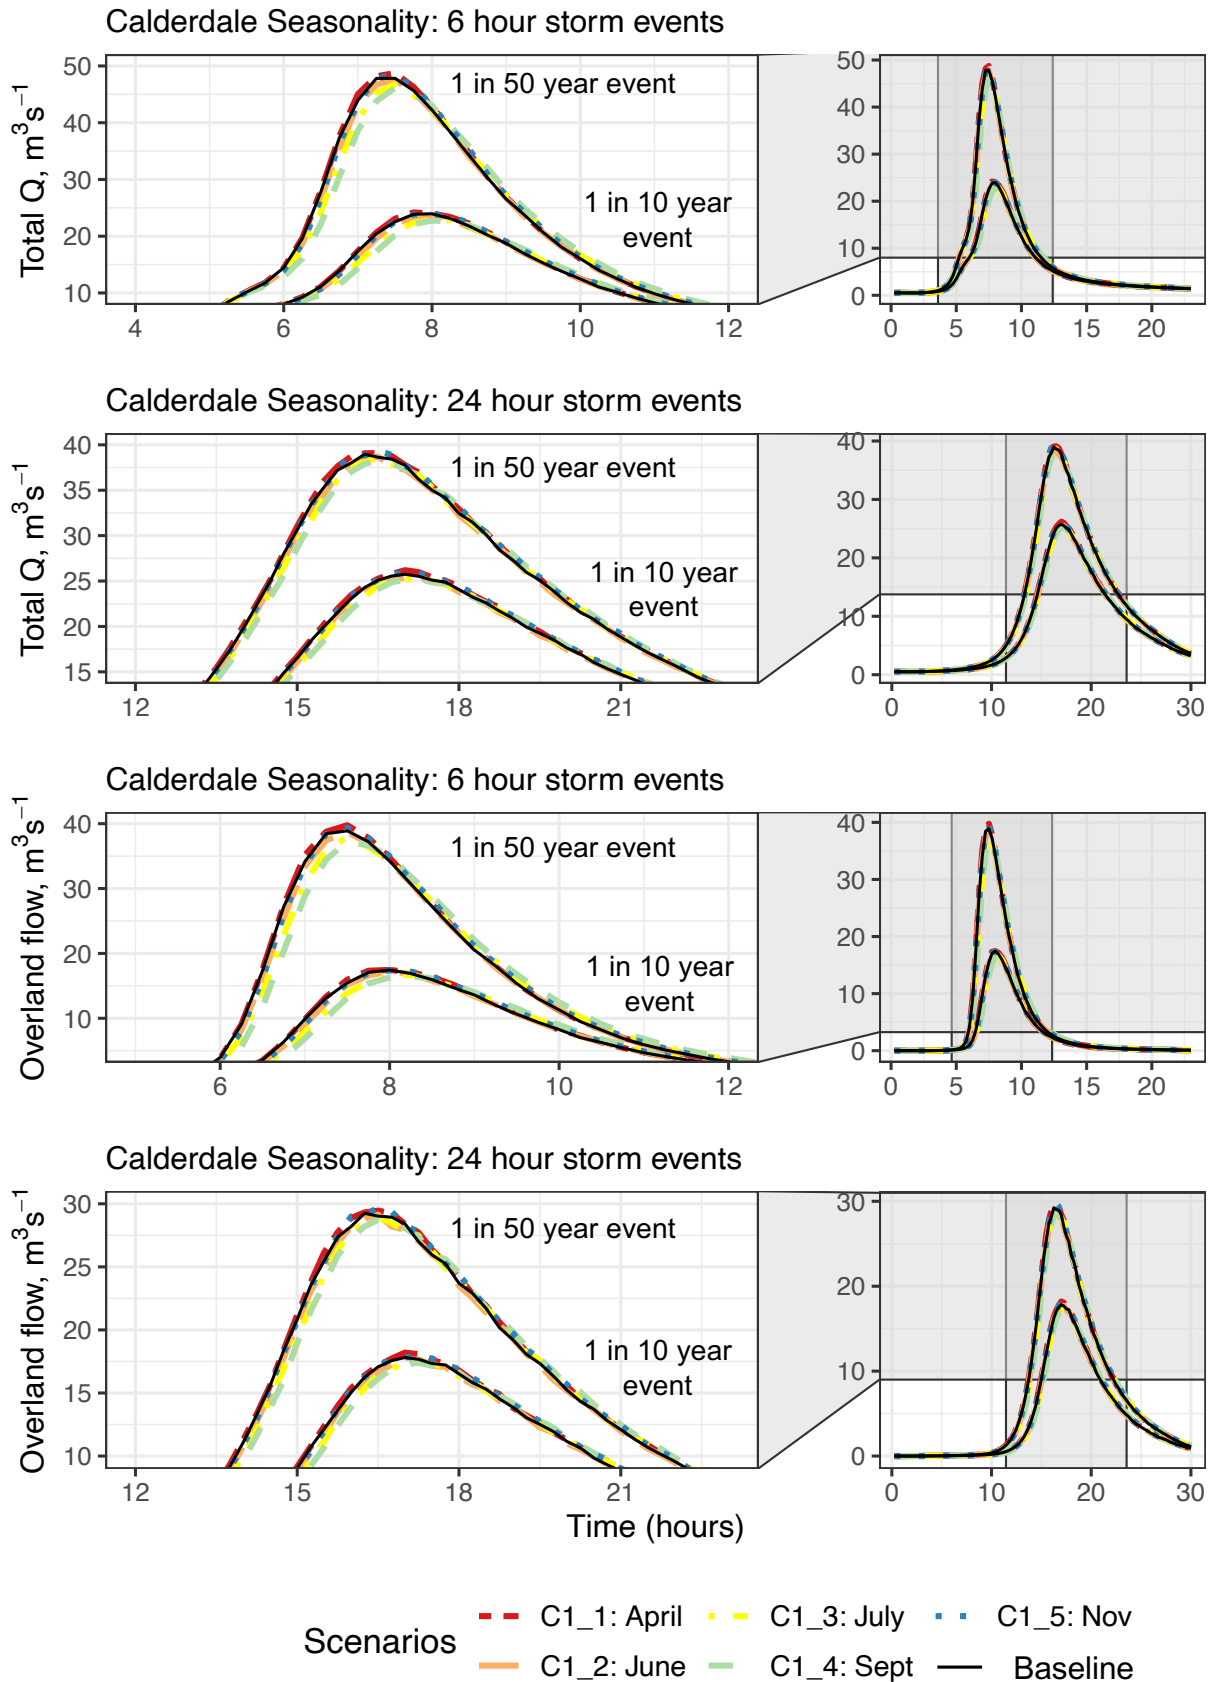 Calderdale Seasonality: 6 hour storm events
Total Q, m³s⁻¹
50
40
30
20
10
4
6
8
10
12
1 in 50 year event
1 in 10 year
event
50
40
30
20
10
0
0
5
10
15
20
Calderdale Seasonality: 24 hour storm events
Total Q, m³s⁻¹
40
35
30
25
20
15
12
15
18
21
1 in 50 year event
1 in 10 year
event
40
30
20
10
0
0
10
20
30
Calderdale Seasonality: 6 hour storm events
Overland flow, m³s⁻¹
40
30
20
10
6
8
10
12
1 in 50 year event
1 in 10 year
event
40
30
20
10
0
0
5
10
15
20
Calderdale Seasonality: 24 hour storm events
Overland flow, m³s⁻¹
30
25
20
15
10
12
15
18
21
1 in 50 year event
1 in 10 year
event
30
20
10
0
0
10
20
30
Time (hours)
Scenarios
C1_1: April
C1_3: July
C1_5: Nov
C1_2: June
C1_4: Sept
Baseline